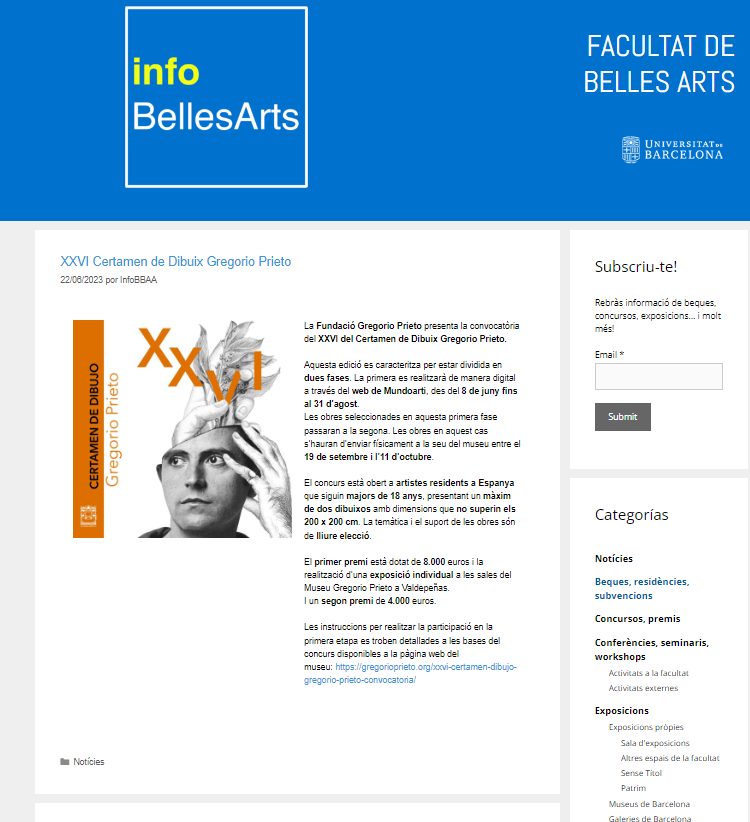 info
BellesArts
FACULTAT DE
BELLES ARTS
UNIVERSITAT DE
BARCELONA
XXVI Certamen de Dibuix Gregorio Prieto
22/06/2023 por InfoBBAA
CERTAMEN DE DIBUJO
Gregorio Prieto
XXVI
La Fundació Gregorio Prieto presenta la convocatòria
del XXVI del Certamen de Dibuix Gregorio Prieto.
Aquesta edició es caracteritza per estar dividida en
dues fases. La primera es realitzarà de manera digital
a través del web de Mundoarti, des del 8 de juny fins
al 31 d'agost.
Les obres seleccionades en aquesta primera fase
passaran a la segona. Les obres en aquest cas
s'hauran d'enviar físicament a la seu del museu entre el
19 de setembre i l'11 d'octubre.
El concurs està obert a artistes residents a Espanya
que siguin majors de 18 anys, presentant un màxim
de dos dibuixos amb dimensions que no superin els
200 x 200 cm. La temàtica i el suport de les obres són
de lliure elecció.
El primer premi està dotat de 8.000 euros i la
realització d'una exposició individual a les sales del
Museu Gregorio Prieto a Valdepeñas.
I un segon premi de 4.000 euros.
Les instruccions per realitzar la participació en la
primera etapa es troben detallades a les bases del
concurs disponibles a la pàgina web del
museu: https://gregorioprieto.org/xxvi-certamen-dibujo-
gregorio-prieto-convocatoria/
Notícies
Subscriu-te!
Rebràs informació de beques,
concursos, exposicions... i molt
més!
Email *
Submit
Categorías
Notícies
Beques, residències,
subvencions
Concursos, premis
Conferències, seminaris,
workshops
Activitats a la facultat
Activitats externes
Exposicions
Exposicions pròpies
Sala d'exposicions
Altres espais de la facultat
Sense Títol
Patrim
Museus de Barcelona
Galeries de Barcelona